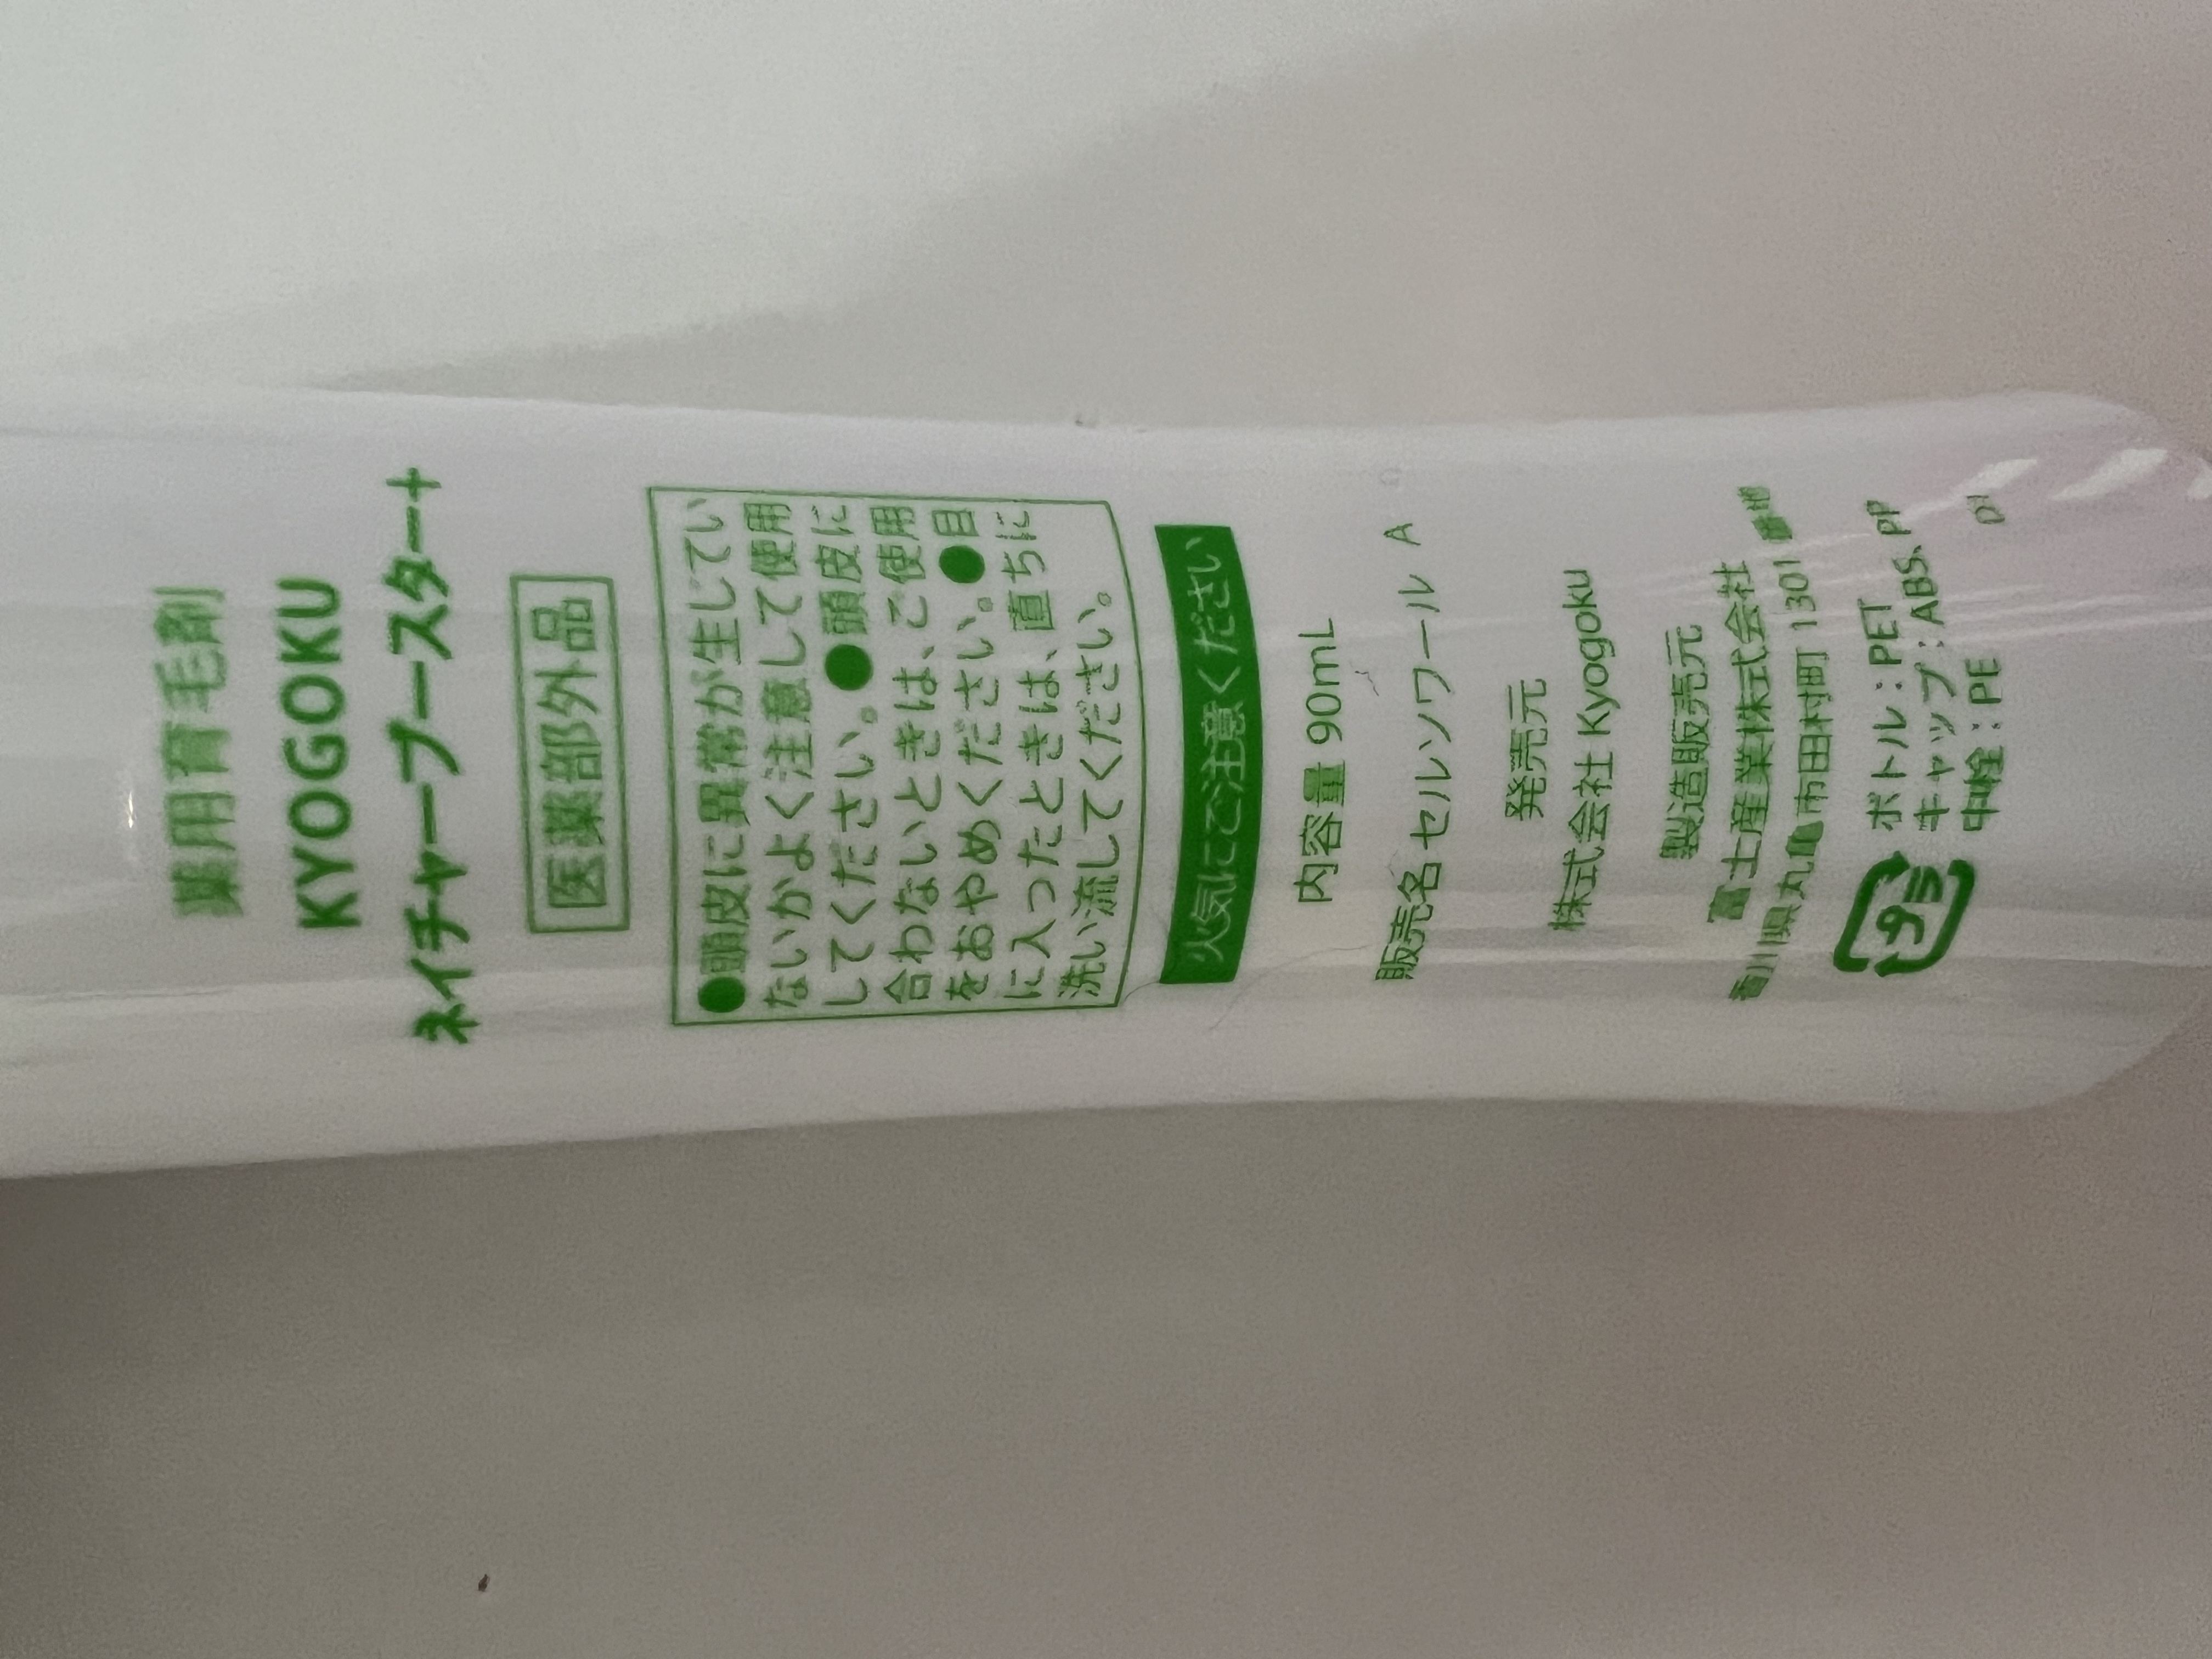 薬用育毛剤
KYOGOKU
ネイチャーブースター+
医薬部外品
●頭皮に異常が生じてい
ないかよく注意して使用
してください。●頭皮に
合わないときは、ご使用
をおやめください。●目
に入ったときは、直ちに
洗い流してください。
火気にご注意ください
内容量 90mL
販売名 セルレソワール A
発売元
株式会社 Kyogoku
製造販売元
富士産業株式会社
香川県丸亀市田村町 1301 番地
プラ
ボトル:PET
キャップ:ABS、PP
中栓:PE